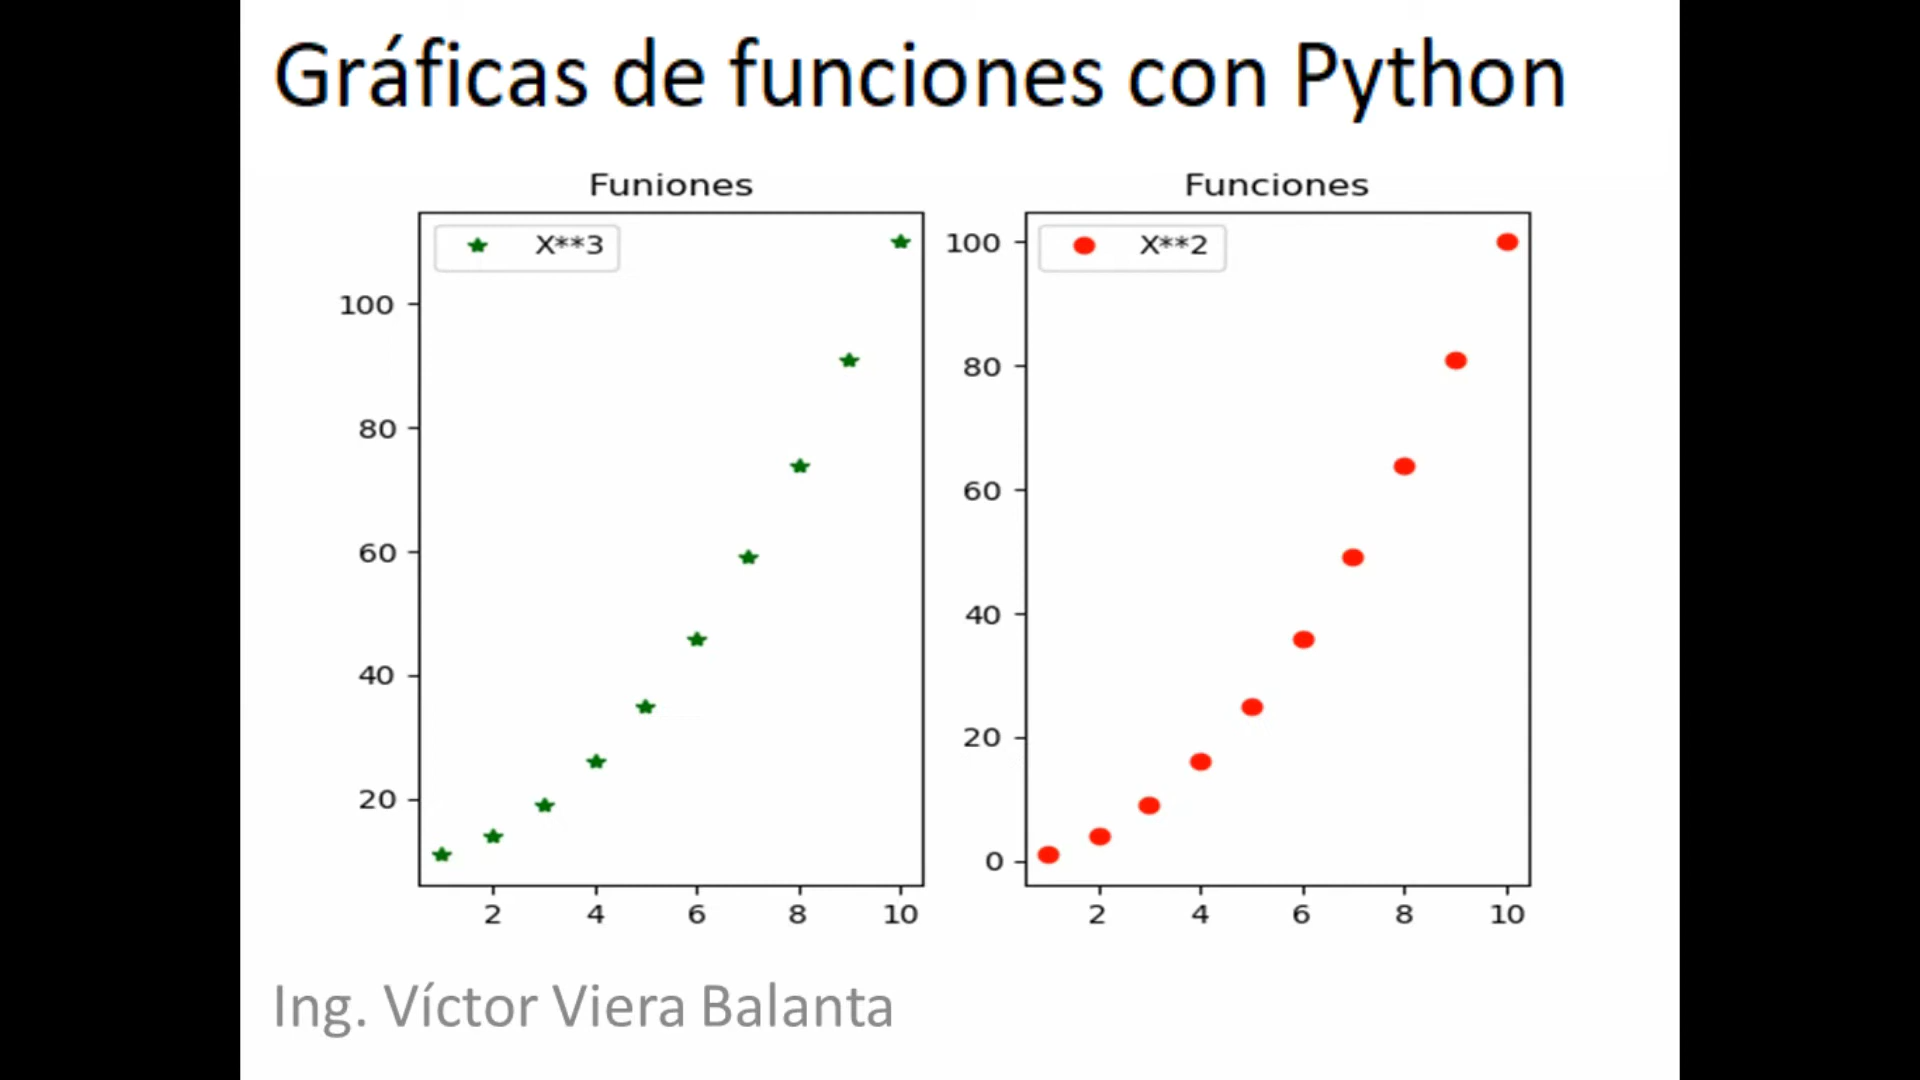 Gráficas de funciones con Python
Funiones
X**3
100
80
60
40
20
2 4 6 8 10
Funciones
X**2
100
80
60
40
20
0
2 4 6 8 10
Ing. Víctor Viera Balanta